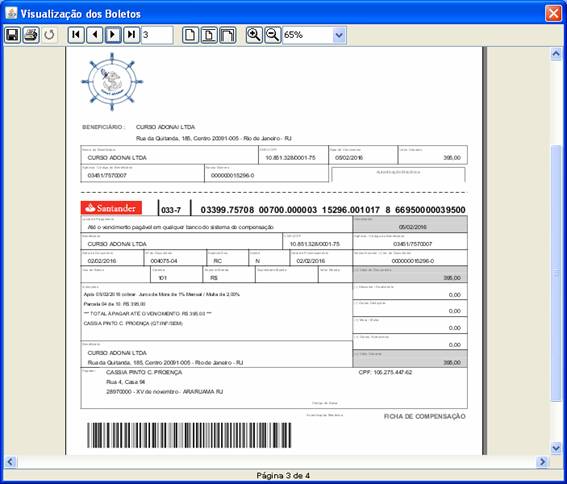 Visualização dos Boletos
3
65%
BENEFICIÁRIO : CURSO ADONAI LTDA
Rua da Quitanda, 185, Centro 20091-005 - Rio de Janeiro - RJ
CURSO ADONAI LTDA 10.851.328/0001-75 05/02/2016 395,00
03451/7570007 000000015296-0
Autenticação Mecânica
Santander 033-7 03399.75708 00700.000003 15296.001017 8 66950000039500
Até o vencimento pagável em qualquer banco do sistema de compensação 05/02/2016
CURSO ADONAI LTDA 10.851.328/0001-75 03451/7570007
02/02/2016 004075-04 RC N 02/02/2016 000000015296-0
101 R$ 395,00
Após 05/02/2016 cobrar: Juros de Mora de 1% Mensal / Multa de 2,00%
0,00
Parcela 04 de 10. R$ 395,00
0,00
*** TOTAL À PAGAR ATÉ O VENCIMENTO R$ 395,00 ***
CASSIA PINTO C. PROENÇA (GT/NF/SEM)
0,00
0,00
CURSO ADONAI LTDA
Rua da Quitanda, 185, Centro 20091-005 - Rio de Janeiro - RJ 395,00
CASSIA PINTO C. PROENÇA CPF: 105.275.447.62
Rua 4, Casa 94
28970000 - XV de novembro - ARARUAMA RJ
Código de Baixa
Autenticação Mecânica FICHA DE COMPENSAÇÃO
Página 3 de 4